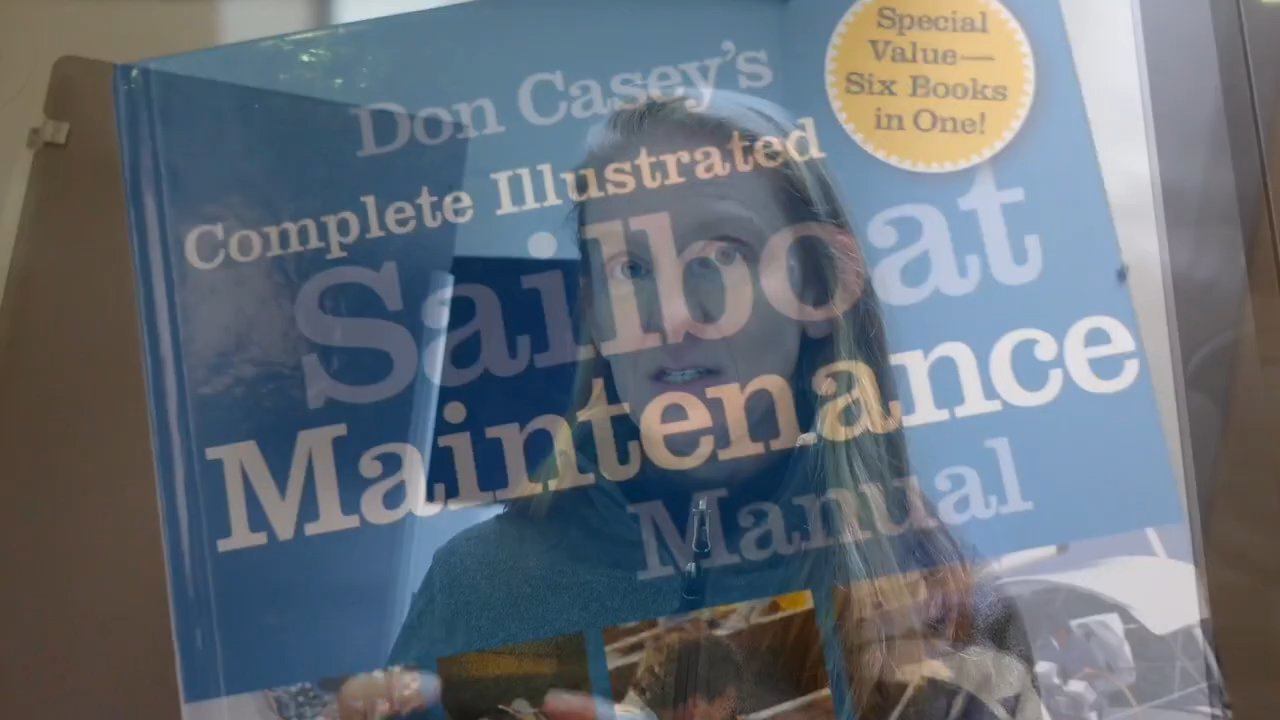 Don Casey's
Complete Illustrated
Sailboat
Maintenance
Manual
Special
Value—
Six Books
in One!